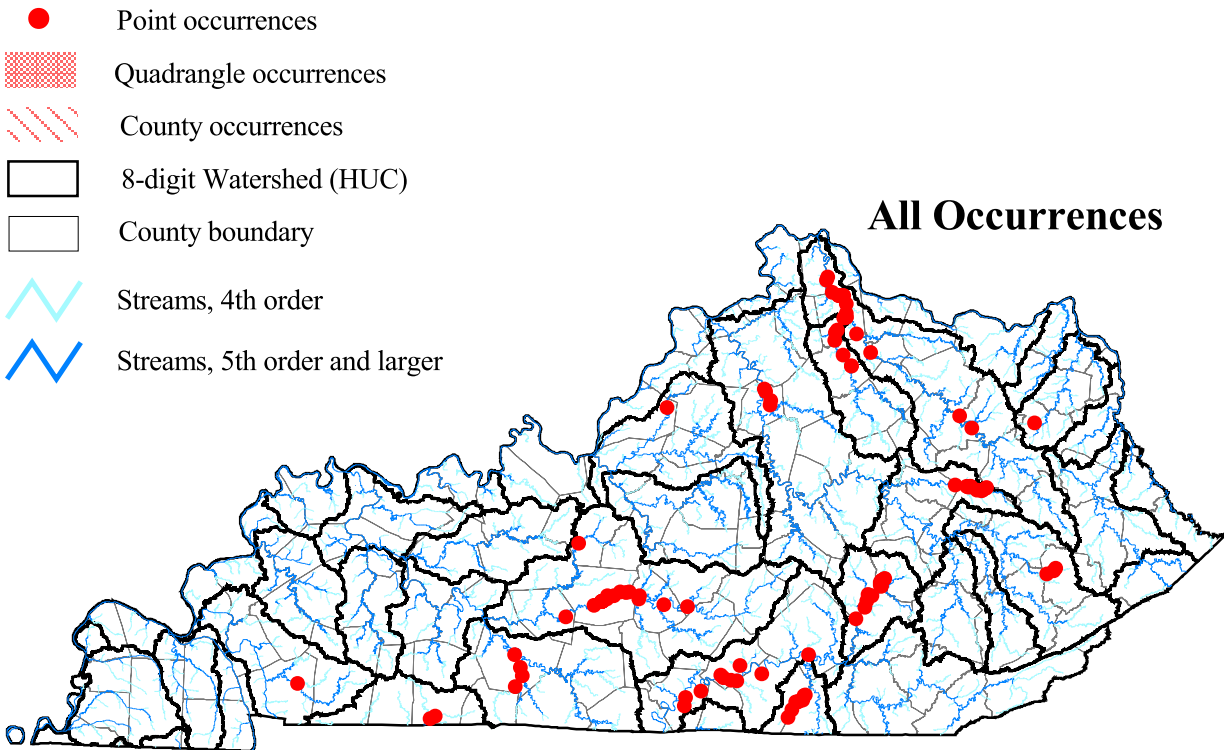 Point occurrences
Quadrangle occurrences
County occurrences
8-digit Watershed (HUC)
County boundary
Streams, 4th order
Streams, 5th order and larger
All Occurrences